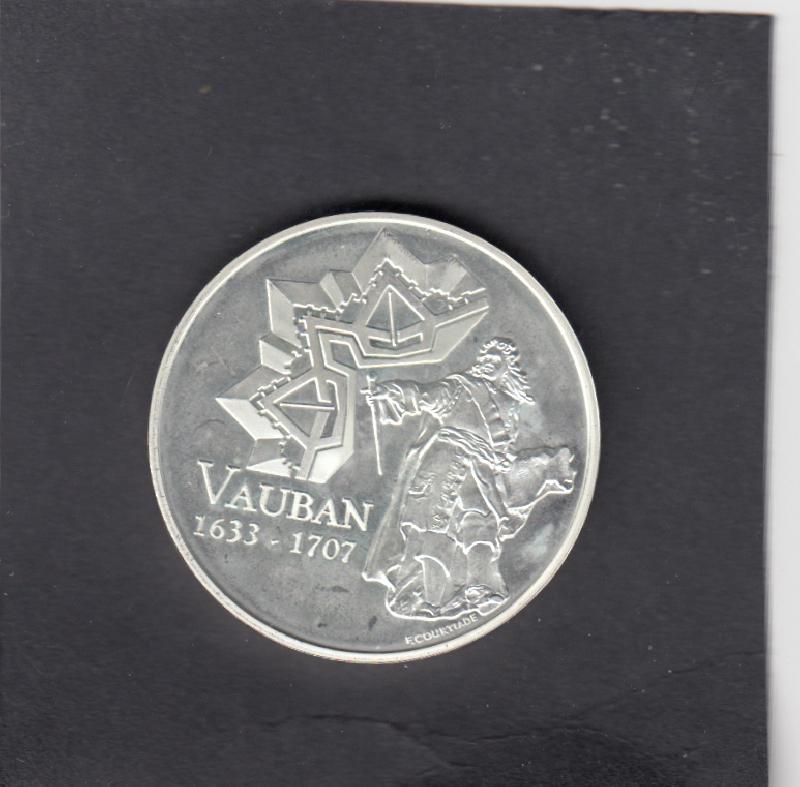 VAUBAN
1633 - 1707
F. COURTIADE